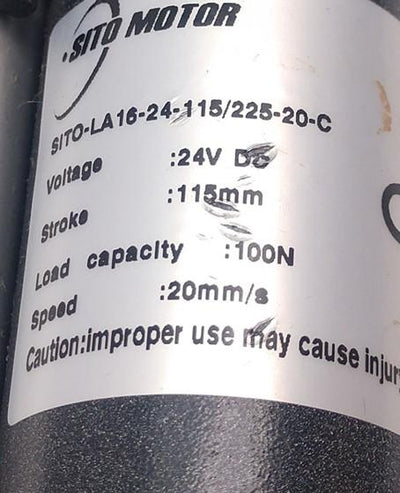 SITO MOTOR
SITO-LA16-24-115/225-20-C
Voltage :24V DC
Stroke :115mm
Load capacity :100N
Speed :20mm/s
Caution:improper use may cause injur